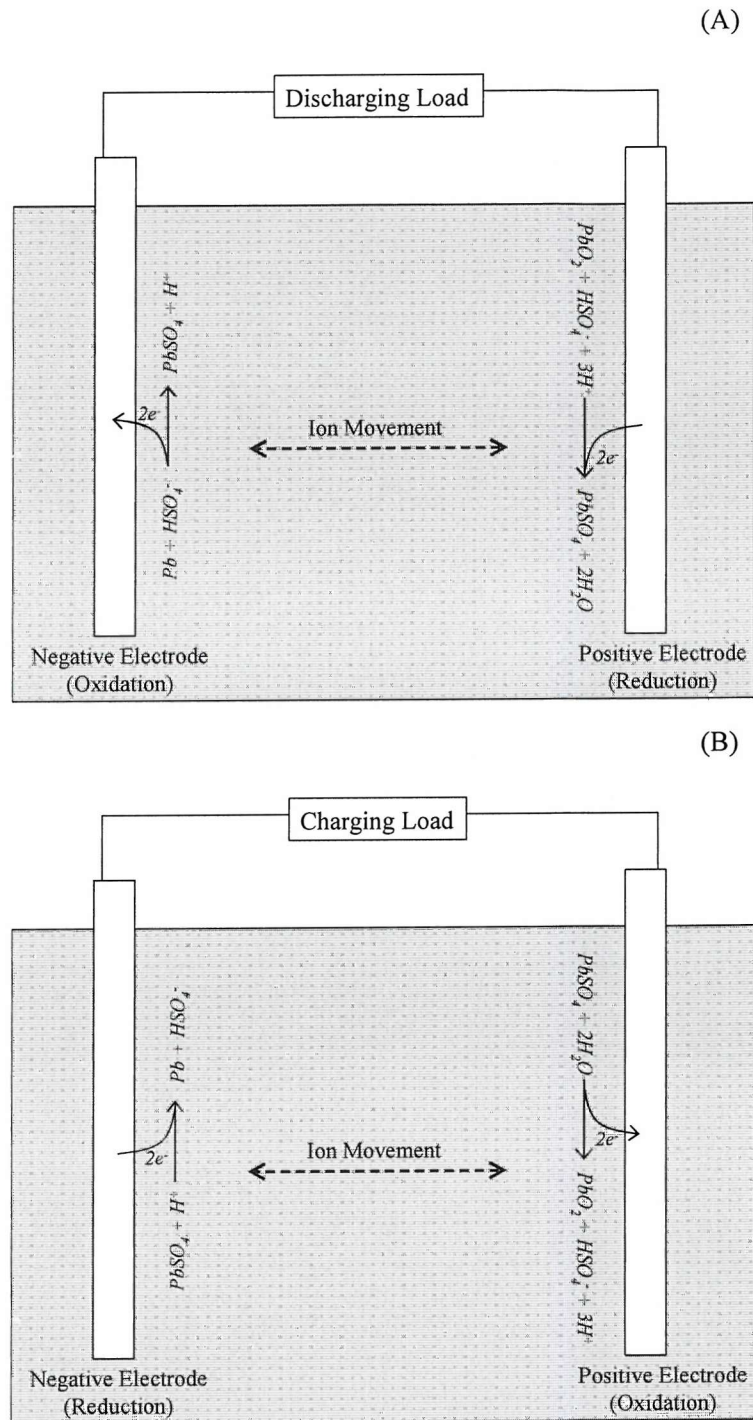 (A)
Discharging Load
PbSO₄ + H⁺
2e⁻
Pb + HSO₄⁻
Ion Movement
PbO₂ + HSO₄⁻ + 3H⁺
2e⁻
PbSO₄ + 2H₂O
Negative Electrode
(Oxidation)
Positive Electrode
(Reduction)
(B)
Charging Load
Pb + HSO₄⁻
2e⁻
PbSO₄ + H⁺
Ion Movement
PbSO₄ + 2H₂O
2e⁻
PbO₂ + HSO₄⁻ + 3H⁺
Negative Electrode
(Reduction)
Positive Electrode
(Oxidation)